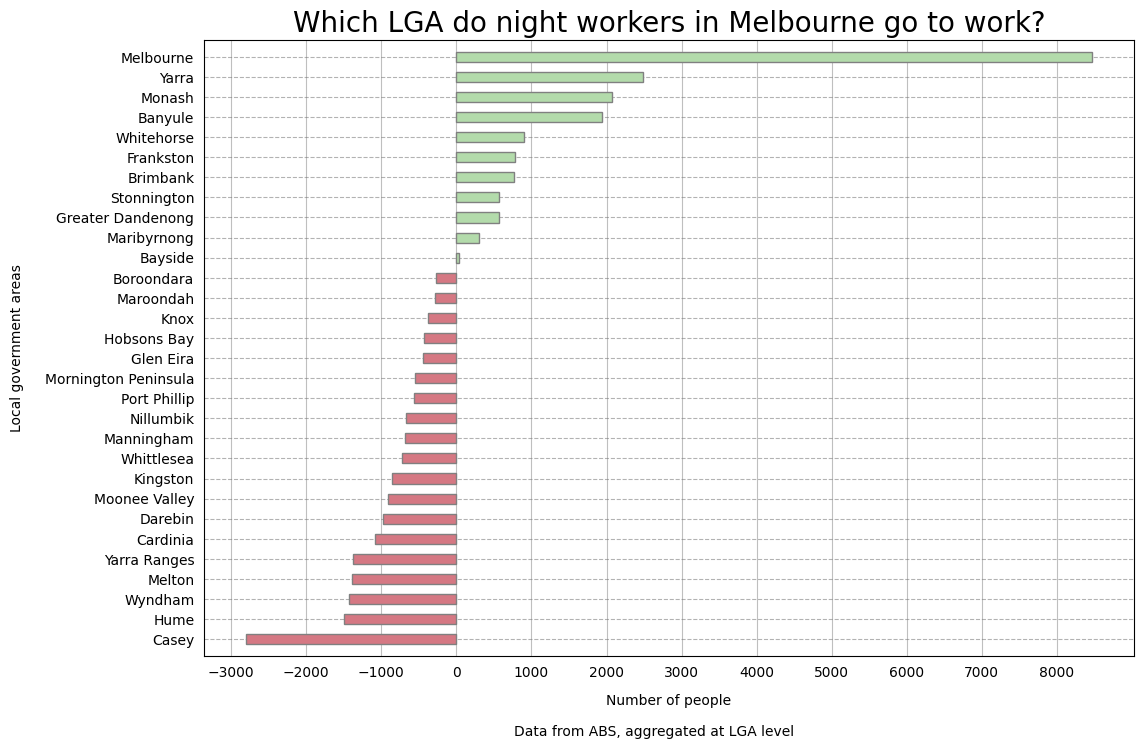 Which LGA do night workers in Melbourne go to work?
Melbourne
Yarra
Monash
Banyule
Whitehorse
Frankston
Brimbank
Stonnington
Greater Dandenong
Maribyrnong
Bayside
Boroondara
Maroondah
Knox
Hobsons Bay
Glen Eira
Mornington Peninsula
Port Phillip
Nillumbik
Manningham
Whittlesea
Kingston
Moonee Valley
Darebin
Cardinia
Yarra Ranges
Melton
Wyndham
Hume
Casey
Local government areas
−3000 −2000 −1000 0 1000 2000 3000 4000 5000 6000 7000 8000
Number of people
Data from ABS, aggregated at LGA level